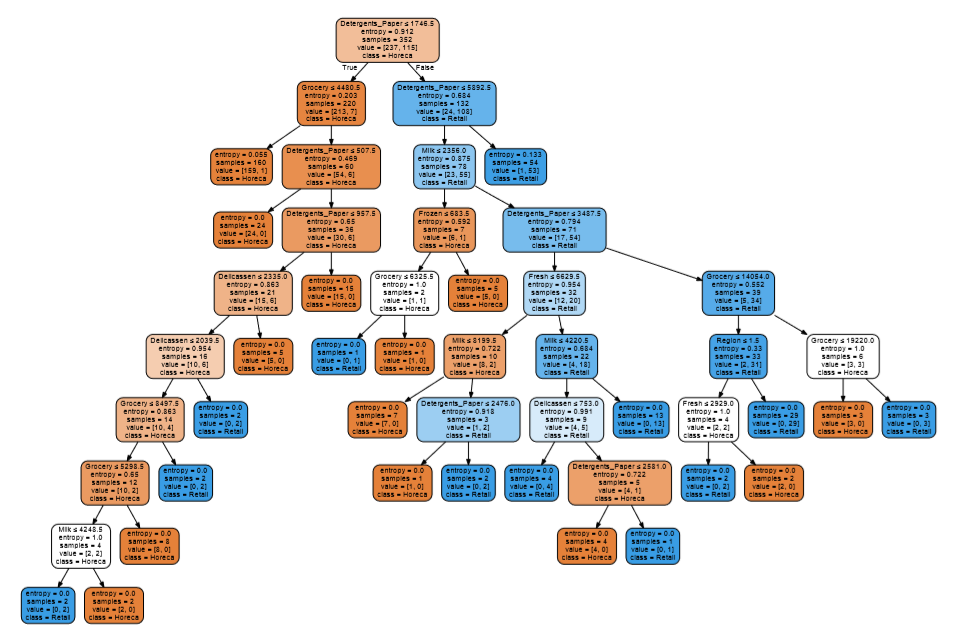 Detergents_Paper ≤ 1746.5
entropy = 0.912
samples = 352
value = [237, 115]
class = Horeca
True
False
Grocery ≤ 4480.5
entropy = 0.203
samples = 220
value = [213, 7]
class = Horeca
Detergents_Paper ≤ 5892.5
entropy = 0.684
samples = 132
value = [24, 108]
class = Retail
entropy = 0.055
samples = 160
value = [159, 1]
class = Horeca
Detergents_Paper ≤ 507.5
entropy = 0.469
samples = 60
value = [54, 6]
class = Horeca
Milk ≤ 2356.0
entropy = 0.875
samples = 78
value = [23, 55]
class = Retail
entropy = 0.133
samples = 54
value = [1, 53]
class = Retail
entropy = 0.0
samples = 24
value = [24, 0]
class = Horeca
Detergents_Paper ≤ 957.5
entropy = 0.65
samples = 36
value = [30, 6]
class = Horeca
Frozen ≤ 683.5
entropy = 0.592
samples = 7
value = [6, 1]
class = Horeca
Detergents_Paper ≤ 3487.5
entropy = 0.794
samples = 71
value = [17, 54]
class = Retail
Delicassen ≤ 2335.0
entropy = 0.863
samples = 21
value = [15, 6]
class = Horeca
entropy = 0.0
samples = 15
value = [15, 0]
class = Horeca
Grocery ≤ 6325.5
entropy = 1.0
samples = 2
value = [1, 1]
class = Horeca
entropy = 0.0
samples = 5
value = [5, 0]
class = Horeca
Fresh ≤ 6629.5
entropy = 0.954
samples = 32
value = [12, 20]
class = Retail
Grocery ≤ 14054.0
entropy = 0.552
samples = 39
value = [5, 34]
class = Retail
Delicassen ≤ 2039.5
entropy = 0.954
samples = 16
value = [10, 6]
class = Horeca
entropy = 0.0
samples = 5
value = [5, 0]
class = Horeca
entropy = 0.0
samples = 1
value = [0, 1]
class = Retail
entropy = 0.0
samples = 1
value = [1, 0]
class = Horeca
Milk ≤ 8199.5
entropy = 0.722
samples = 10
value = [8, 2]
class = Horeca
Milk ≤ 4220.5
entropy = 0.684
samples = 22
value = [4, 18]
class = Retail
Region ≤ 1.5
entropy = 0.33
samples = 33
value = [2, 31]
class = Retail
Grocery ≤ 19220.0
entropy = 1.0
samples = 6
value = [3, 3]
class = Horeca
Grocery ≤ 8497.5
entropy = 0.863
samples = 14
value = [10, 4]
class = Horeca
entropy = 0.0
samples = 2
value = [0, 2]
class = Retail
entropy = 0.0
samples = 7
value = [7, 0]
class = Horeca
Detergents_Paper ≤ 2476.0
entropy = 0.918
samples = 3
value = [1, 2]
class = Retail
Delicassen ≤ 753.0
entropy = 0.991
samples = 9
value = [4, 5]
class = Retail
entropy = 0.0
samples = 13
value = [0, 13]
class = Retail
Fresh ≤ 2929.0
entropy = 1.0
samples = 4
value = [2, 2]
class = Horeca
entropy = 0.0
samples = 29
value = [0, 29]
class = Retail
entropy = 0.0
samples = 3
value = [3, 0]
class = Horeca
entropy = 0.0
samples = 3
value = [0, 3]
class = Retail
Grocery ≤ 5298.5
entropy = 0.65
samples = 12
value = [10, 2]
class = Horeca
entropy = 0.0
samples = 2
value = [0, 2]
class = Retail
entropy = 0.0
samples = 1
value = [1, 0]
class = Horeca
entropy = 0.0
samples = 2
value = [0, 2]
class = Retail
entropy = 0.0
samples = 4
value = [0, 4]
class = Retail
Detergents_Paper ≤ 2581.0
entropy = 0.722
samples = 5
value = [4, 1]
class = Horeca
entropy = 0.0
samples = 2
value = [0, 2]
class = Retail
entropy = 0.0
samples = 2
value = [2, 0]
class = Horeca
Milk ≤ 4248.5
entropy = 1.0
samples = 4
value = [2, 2]
class = Horeca
entropy = 0.0
samples = 8
value = [8, 0]
class = Horeca
entropy = 0.0
samples = 4
value = [4, 0]
class = Horeca
entropy = 0.0
samples = 1
value = [0, 1]
class = Retail
entropy = 0.0
samples = 2
value = [0, 2]
class = Retail
entropy = 0.0
samples = 2
value = [2, 0]
class = Horeca